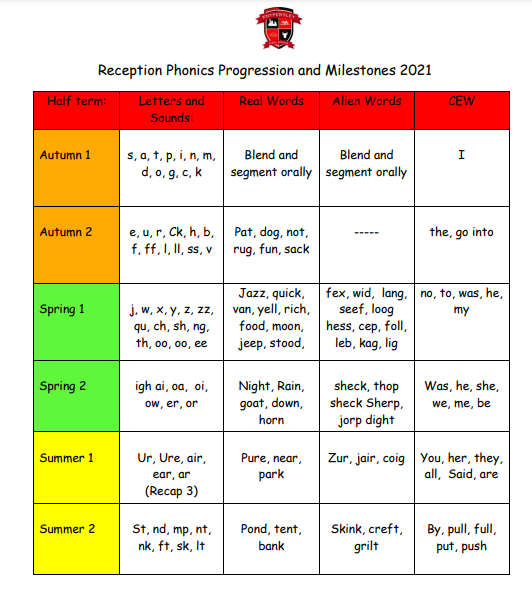 KNYPERSLEY
Reception Phonics Progression and Milestones 2021
Half term:
Letters and
Sounds:
Real Words
Alien Words
CEW
Autumn 1
s, a, t, p, i, n, m,
d, o, g, c, k
Blend and
segment orally
Blend and
segment orally
I
Autumn 2
e, u, r, Ck, h, b,
f, ff, l, ll, ss, v
Pat, dog, not,
rug, fun, sack
-----
the, go into
Spring 1
j, w, x, y, z, zz,
qu, ch, sh, ng,
th, oo, oo, ee
Jazz, quick,
van, yell, rich,
food, moon,
jeep, stood,
fex, wid, lang,
seef, loog
hess, cep, foll,
leb, kag, lig
no, to, was, he,
my
Spring 2
igh ai, oa, oi,
ow, er, or
Night, Rain,
goat, down,
horn
sheck, thop
sheck Sherp,
jorp dight
Was, he, she,
we, me, be
Summer 1
Ur, Ure, air,
ear, ar
(Recap 3)
Pure, near,
park
Zur, jair, coig
You, her, they,
all, Said, are
Summer 2
St, nd, mp, nt,
nk, ft, sk, lt
Pond, tent,
bank
Skink, creft,
grilt
By, pull, full,
put, push